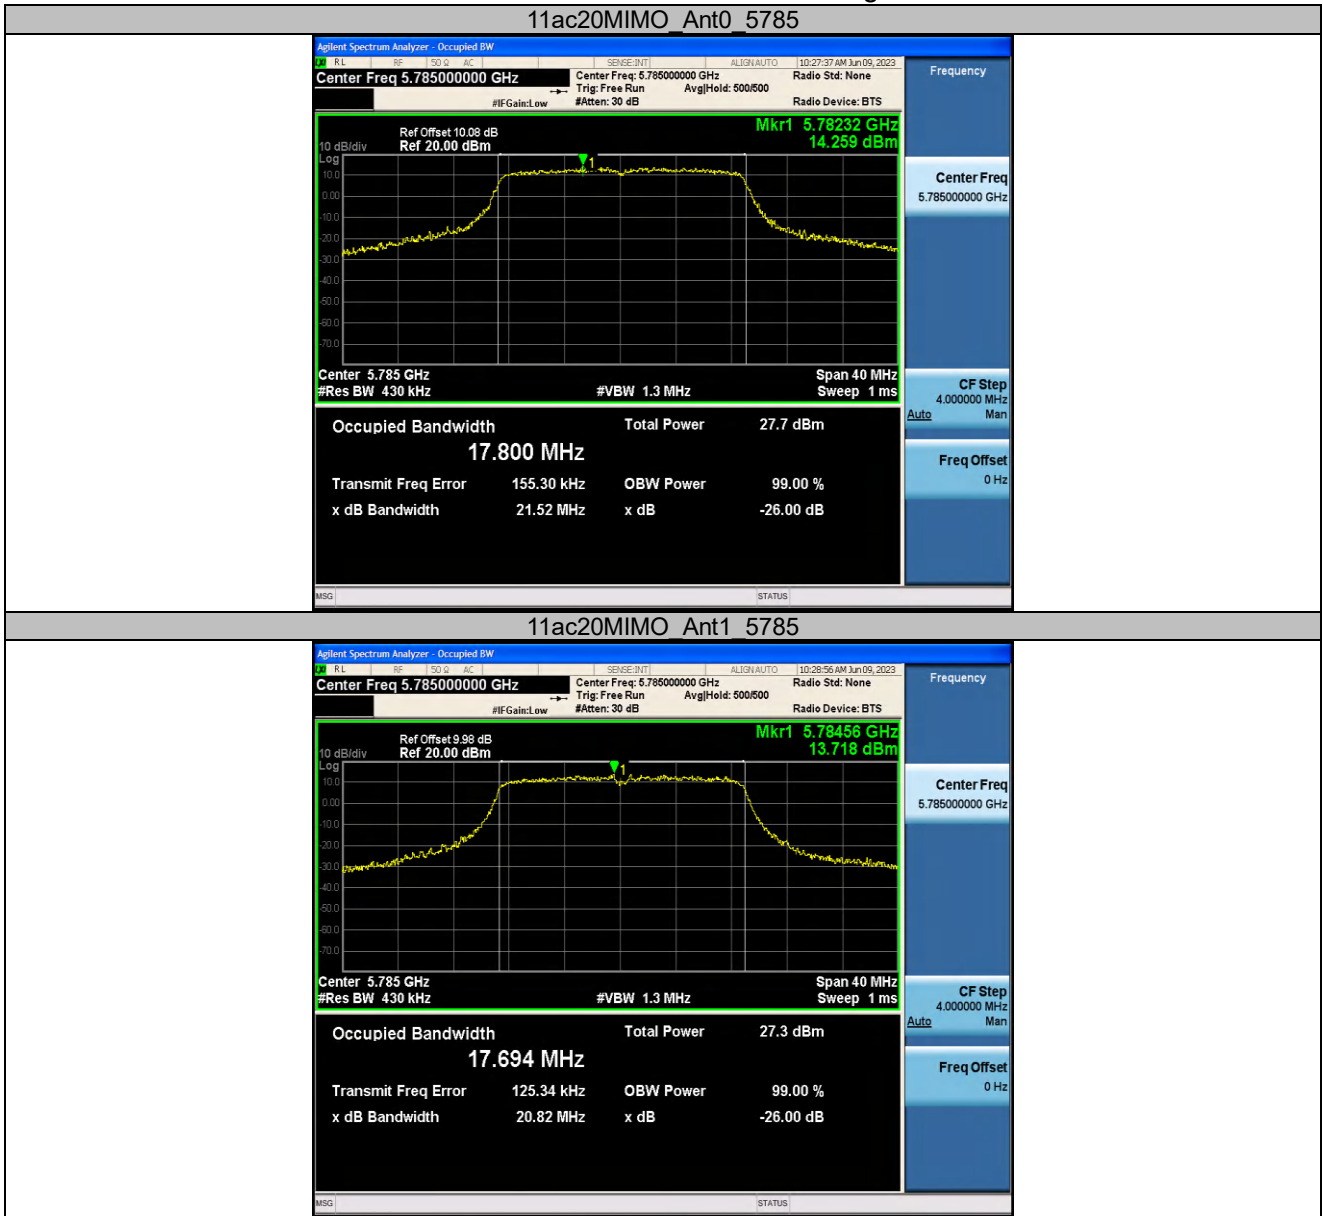 11ac20MIMO_Ant0_5785
Agilent Spectrum Analyzer - Occupied BW
RL RF 50 Ω AC SENSE:INT ALIGN AUTO 10:27:37 AM Jun 09, 2023
Center Freq 5.785000000 GHz
Center Freq: 5.785000000 GHz
Radio Std: None
Trig: Free Run Avg|Hold: 500/500
#IFGain:Low
#Atten: 30 dB
Radio Device: BTS
Frequency
Mkr1 5.78232 GHz
14.259 dBm
Ref Offset 10.08 dB
10 dB/div
Ref 20.00 dBm
Log
1
10.0
0.00
-10.0
-20.0
-30.0
-40.0
-50.0
-60.0
-70.0
Center 5.785 GHz
Span 40 MHz
#Res BW 430 kHz
#VBW 1.3 MHz
Sweep 1 ms
Occupied Bandwidth
Total Power 27.7 dBm
17.800 MHz
Transmit Freq Error 155.30 kHz OBW Power 99.00 %
x dB Bandwidth 21.52 MHz x dB -26.00 dB
Center Freq
5.785000000 GHz
CF Step
4.000000 MHz
Auto Man
Freq Offset
0 Hz
MSG
STATUS
11ac20MIMO_Ant1_5785
Agilent Spectrum Analyzer - Occupied BW
RL RF 50 Ω AC SENSE:INT ALIGN AUTO 10:28:56 AM Jun 09, 2023
Center Freq 5.785000000 GHz
Center Freq: 5.785000000 GHz
Radio Std: None
Trig: Free Run Avg|Hold: 500/500
#IFGain:Low
#Atten: 30 dB
Radio Device: BTS
Frequency
Mkr1 5.78456 GHz
13.718 dBm
Ref Offset 9.98 dB
10 dB/div
Ref 20.00 dBm
Log
1
10.0
0.00
-10.0
-20.0
-30.0
-40.0
-50.0
-60.0
-70.0
Center 5.785 GHz
Span 40 MHz
#Res BW 430 kHz
#VBW 1.3 MHz
Sweep 1 ms
Occupied Bandwidth
Total Power 27.3 dBm
17.694 MHz
Transmit Freq Error 125.34 kHz OBW Power 99.00 %
x dB Bandwidth 20.82 MHz x dB -26.00 dB
Center Freq
5.785000000 GHz
CF Step
4.000000 MHz
Auto Man
Freq Offset
0 Hz
MSG
STATUS